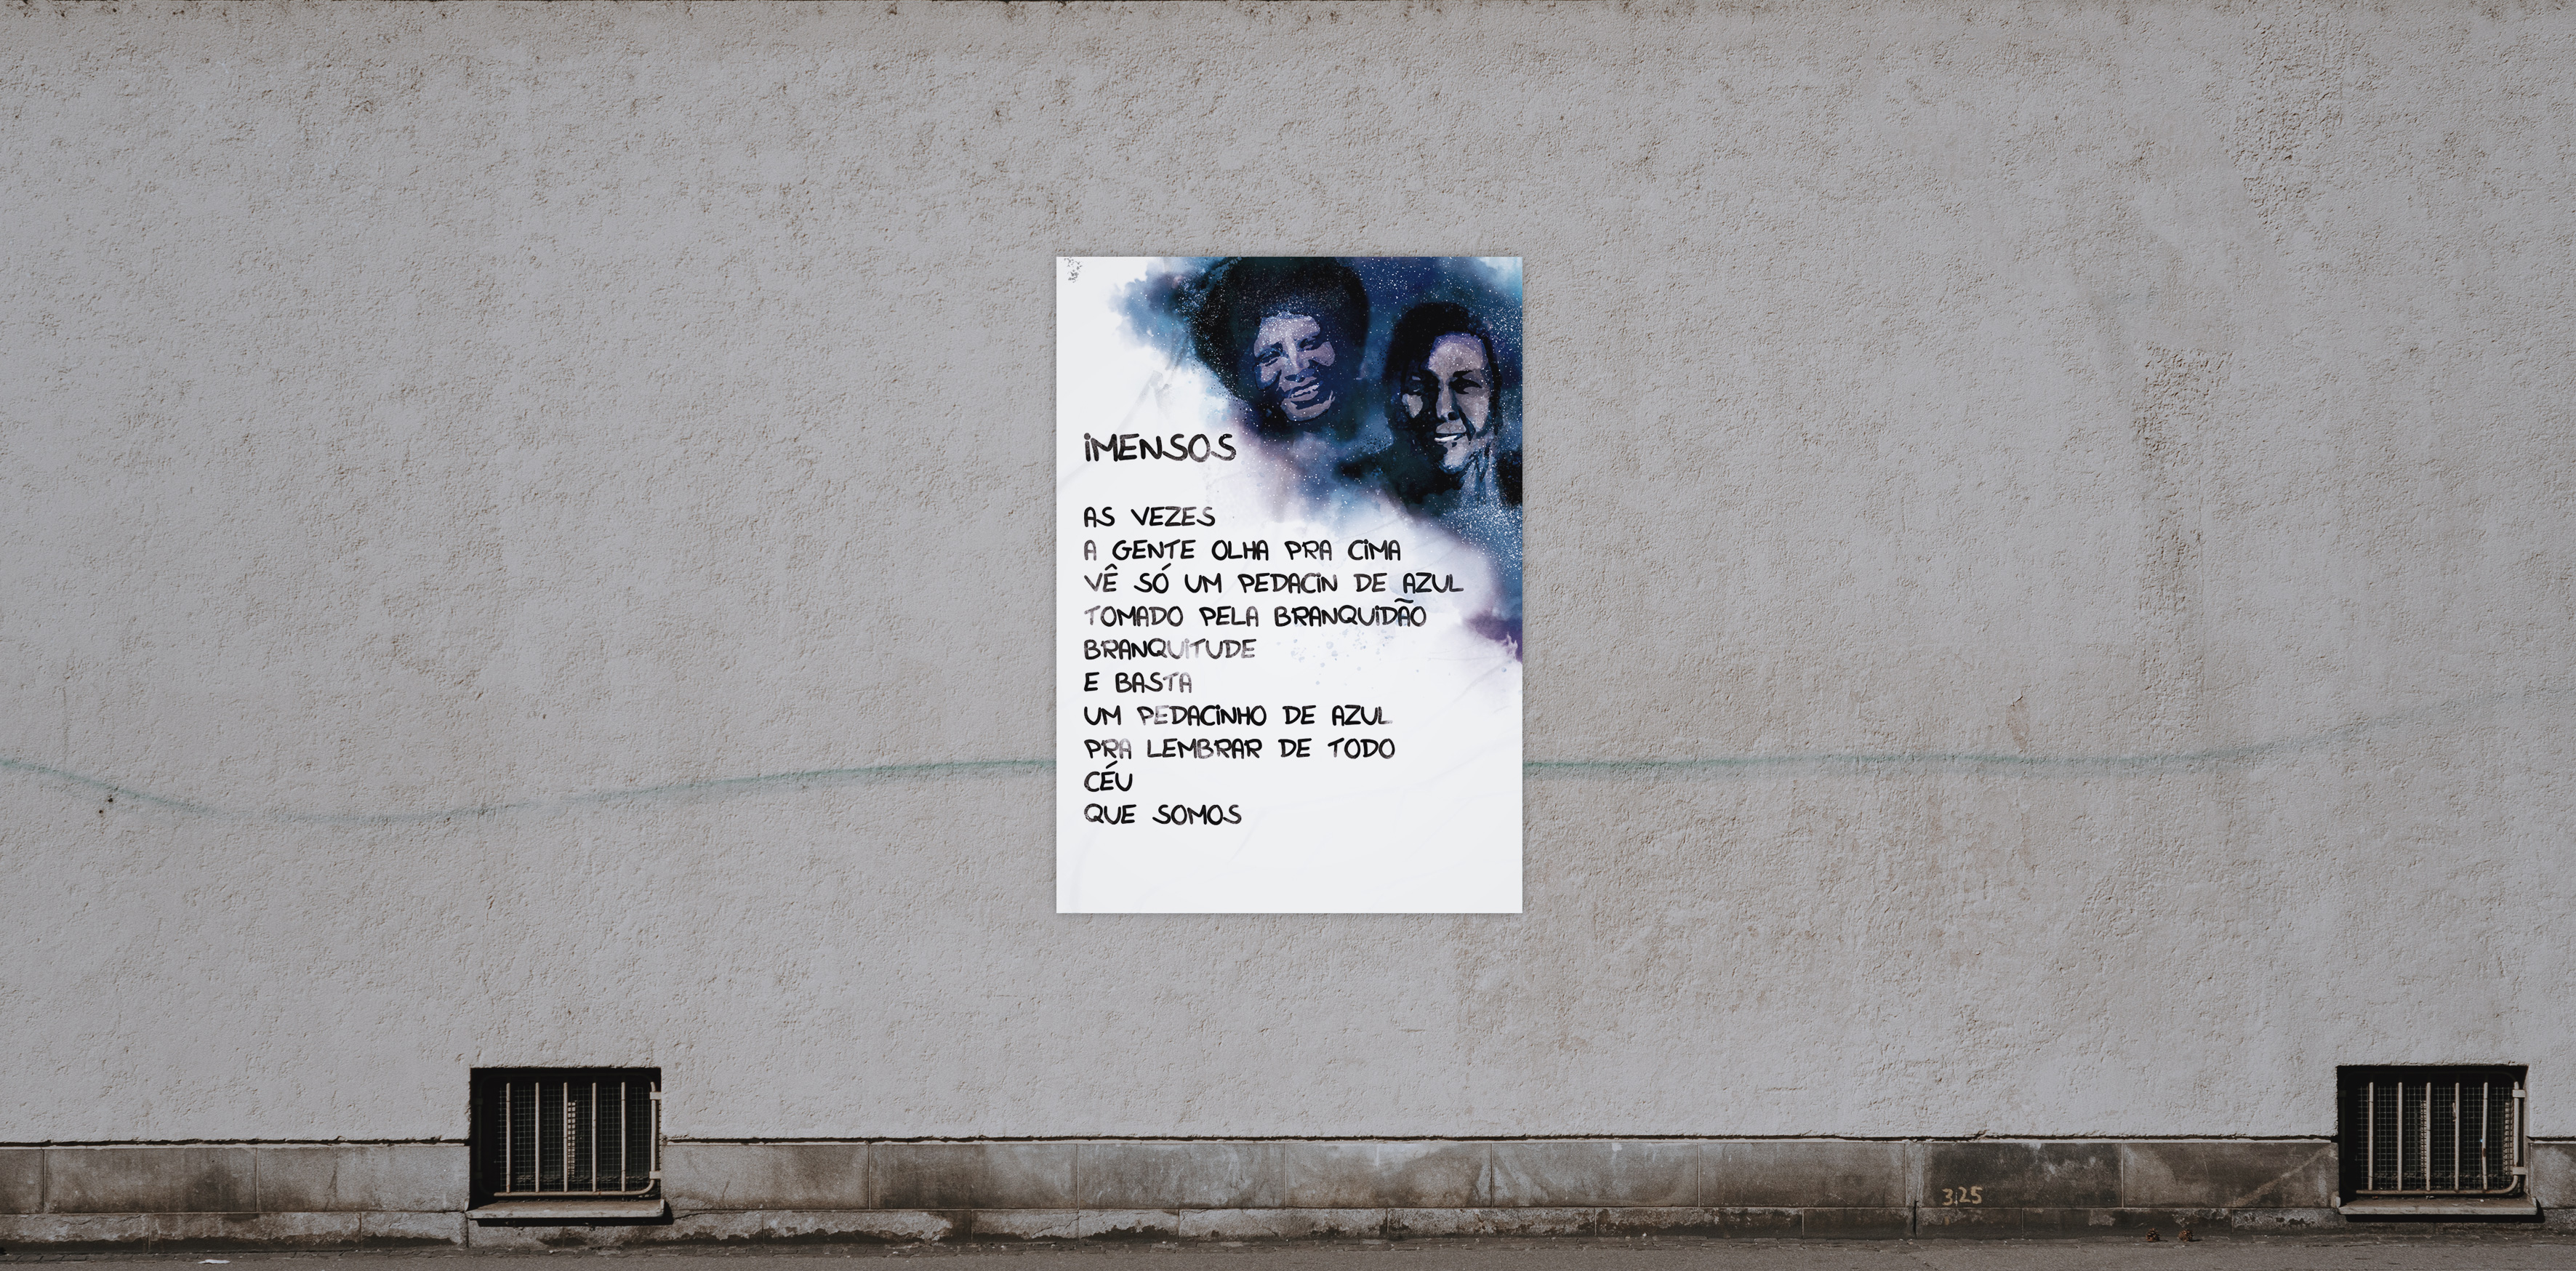 iMENSOS
AS VEZES
A GENTE OLHA PRA CiMA
VÊ SÓ UM PEDACiN DE AZUL
TOMADO PELA BRANQUiDÃO
BRANQUiTUDE
E BASTA
UM PEDACiNHO DE AZUL
PRA LEMBRAR DE TODO
CÉU
QUE SOMOS
3,25